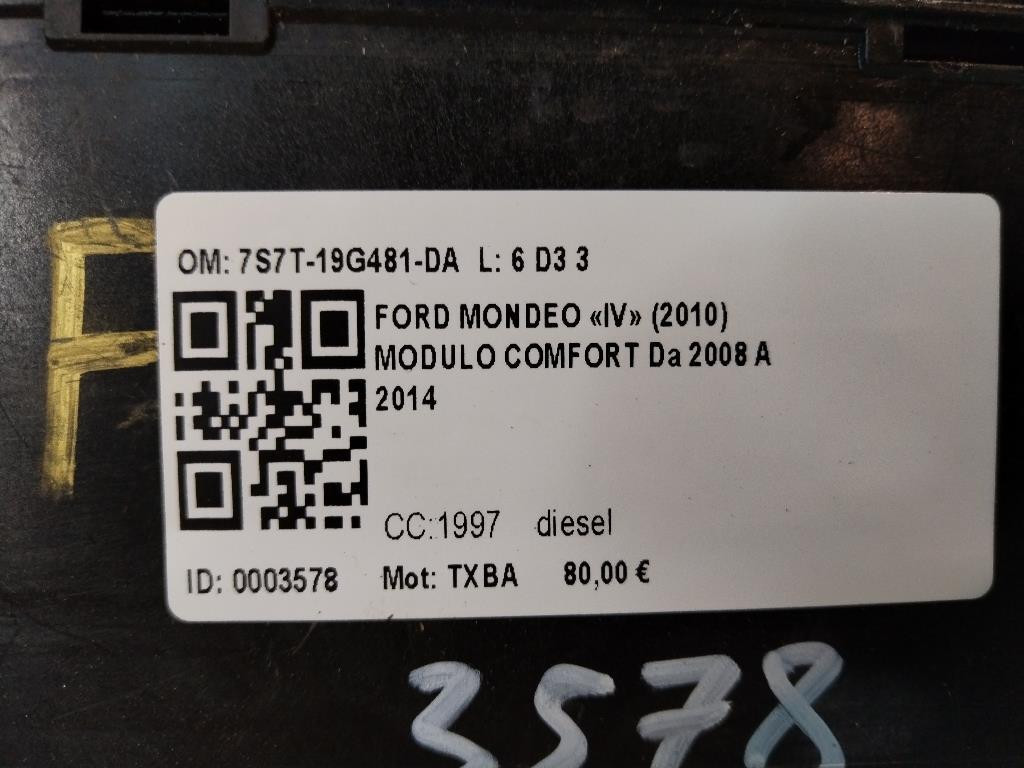 OM: 7S7T-19G481-DA L: 6 D3 3
FORD MONDEO «IV» (2010)
MODULO COMFORT Da 2008 A
2014
CC:1997 diesel
ID: 0003578 Mot: TXBA 80,00 €
F
3578